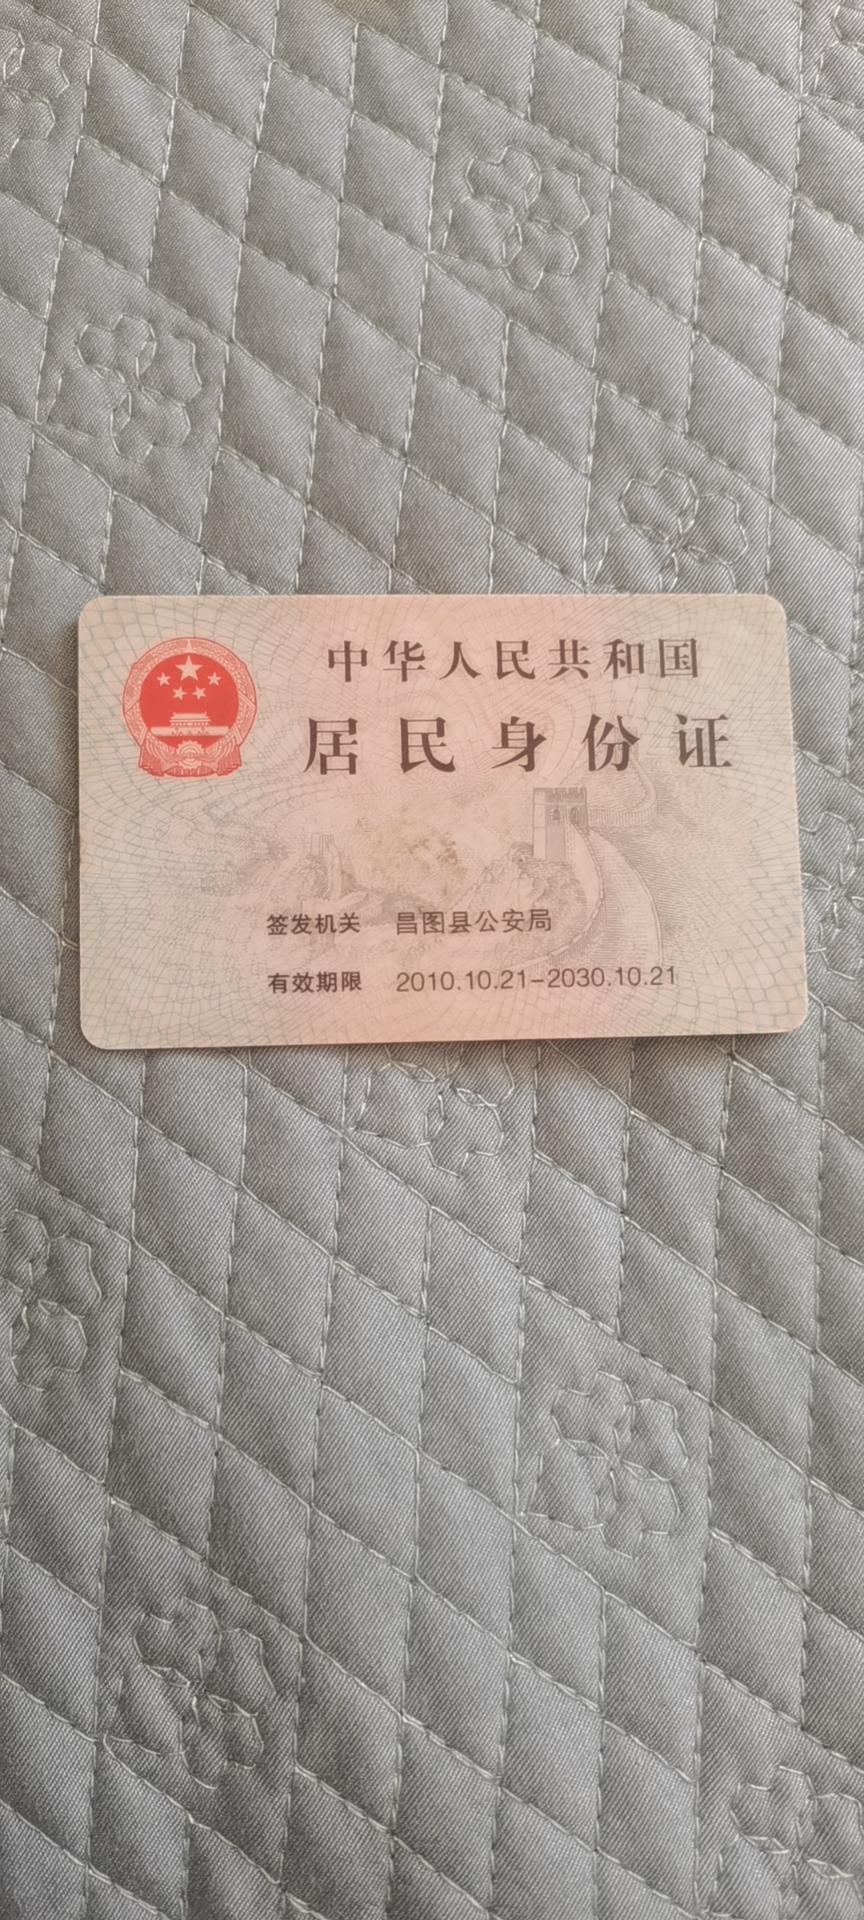 中华人民共和国
居民身份证
签发机关 昌图县公安局
有效期限 2010.10.21-2030.10.21